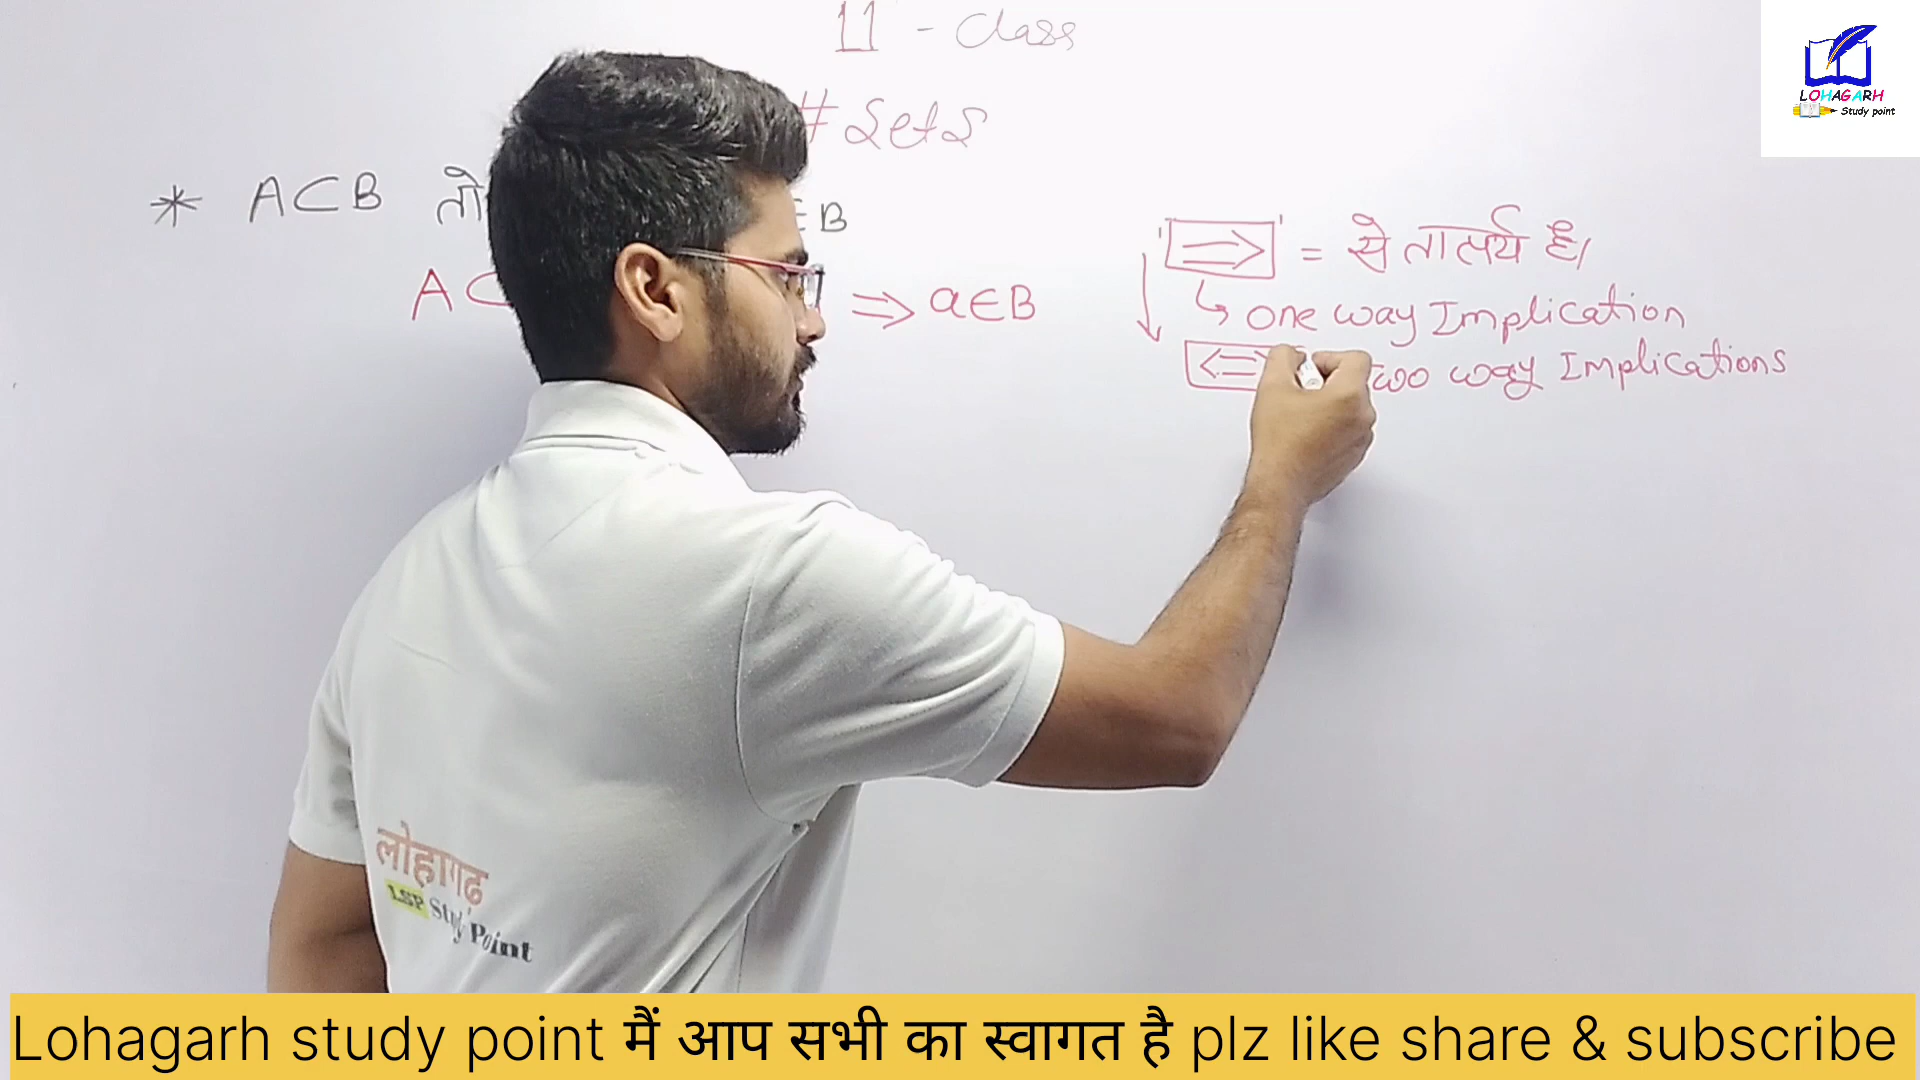 11 - Class
# Sets
* A⊂B तो ∈B
A⊂ ⇒ a∈B
⇒ = से तात्पर्य है।
↳ one way Implication
⇔ Two way Implications
LOHAGARH
Study point
लोहागढ़
LSP Study Point
Lohagarh study point मैं आप सभी का स्वागत है plz like share & subscribe